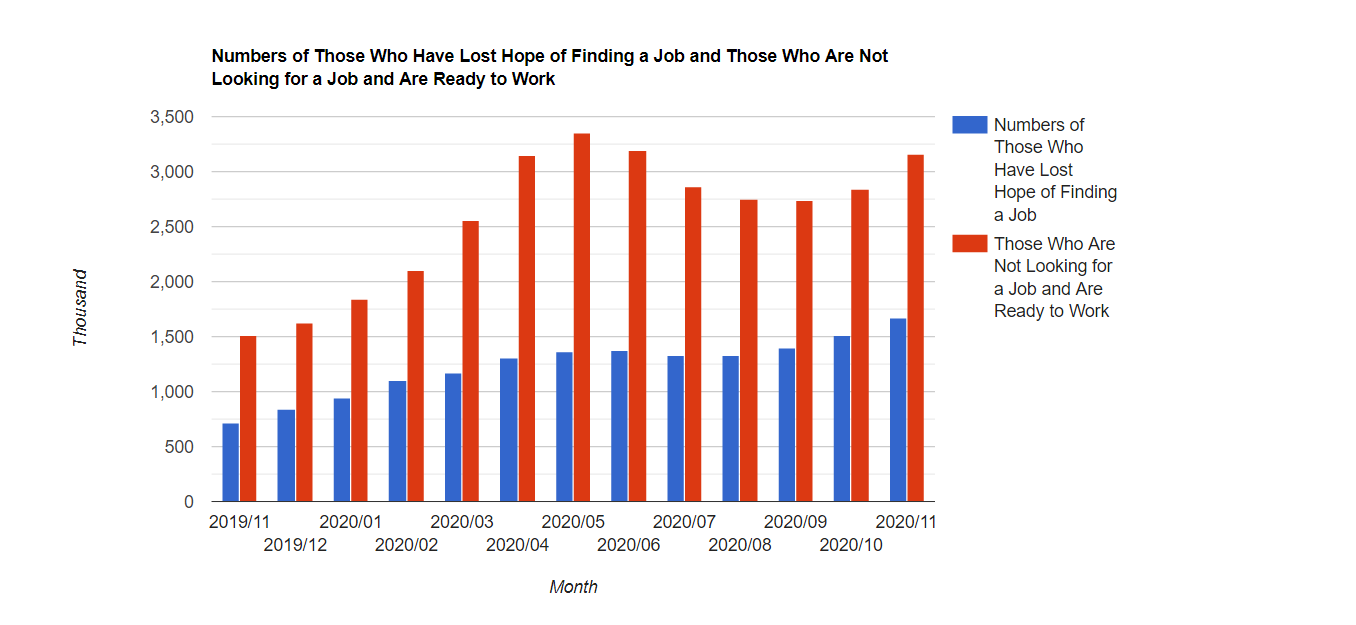 Numbers of Those Who Have Lost Hope of Finding a Job and Those Who Are Not
Looking for a Job and Are Ready to Work
3,500
3,000
2,500
2,000
1,500
1,000
500
0
Thousand
2019/11
2019/12
2020/01
2020/02
2020/03
2020/04
2020/05
2020/06
2020/07
2020/08
2020/09
2020/10
2020/11
Month
Numbers of
Those Who
Have Lost
Hope of Finding
a Job
Those Who Are
Not Looking for
a Job and Are
Ready to Work